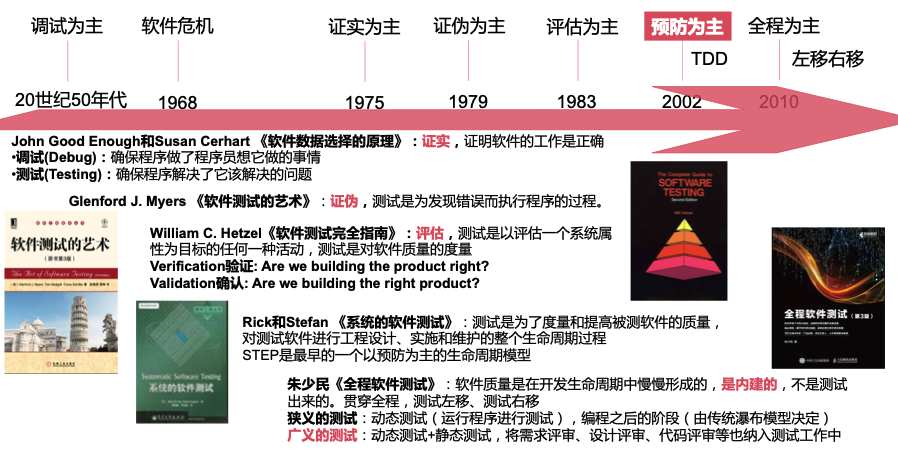 调试为主
软件危机
证实为主
证伪为主
评估为主
预防为主
全程为主
TDD
左移右移
20世纪50年代
1968
1975
1979
1983
2002
2010
John Good Enough和Susan Cerhart 《软件数据选择的原理》：证实，证明软件的工作是正确
•调试(Debug)：确保程序做了程序员想它做的事情
•测试(Testing)：确保程序解决了它该解决的问题
Glenford J. Myers 《软件测试的艺术》：证伪，测试是为发现错误而执行程序的过程。
William C. Hetzel《软件测试完全指南》：评估，测试是以评估一个系统属
性为目标的任何一种活动，测试是对软件质量的度量
Verification验证: Are we building the product right?
Validation确认: Are we building the right product?
Rick和Stefan 《系统的软件测试》：测试是为了度量和提高被测软件的质量，
对测试软件进行工程设计、实施和维护的整个生命周期过程
STEP是最早的一个以预防为主的生命周期模型
朱少民《全程软件测试》：软件质量是在开发生命周期中慢慢形成的，是内建的，不是测试
出来的。贯穿全程，测试左移、测试右移
狭义的测试：动态测试（运行程序进行测试），编程之后的阶段（由传统瀑布模型决定）
广义的测试：动态测试+静态测试，将需求评审、设计评审、代码评审等也纳入测试工作中
软件测试的艺术
（原书第3版）
The Art of Software Testing
机械工业出版社
Systematic Software Testing
系统的软件测试
The Complete Guide to
SOFTWARE
TESTING
Second Edition
Bill Hetzel
全程软件测试（第3版）